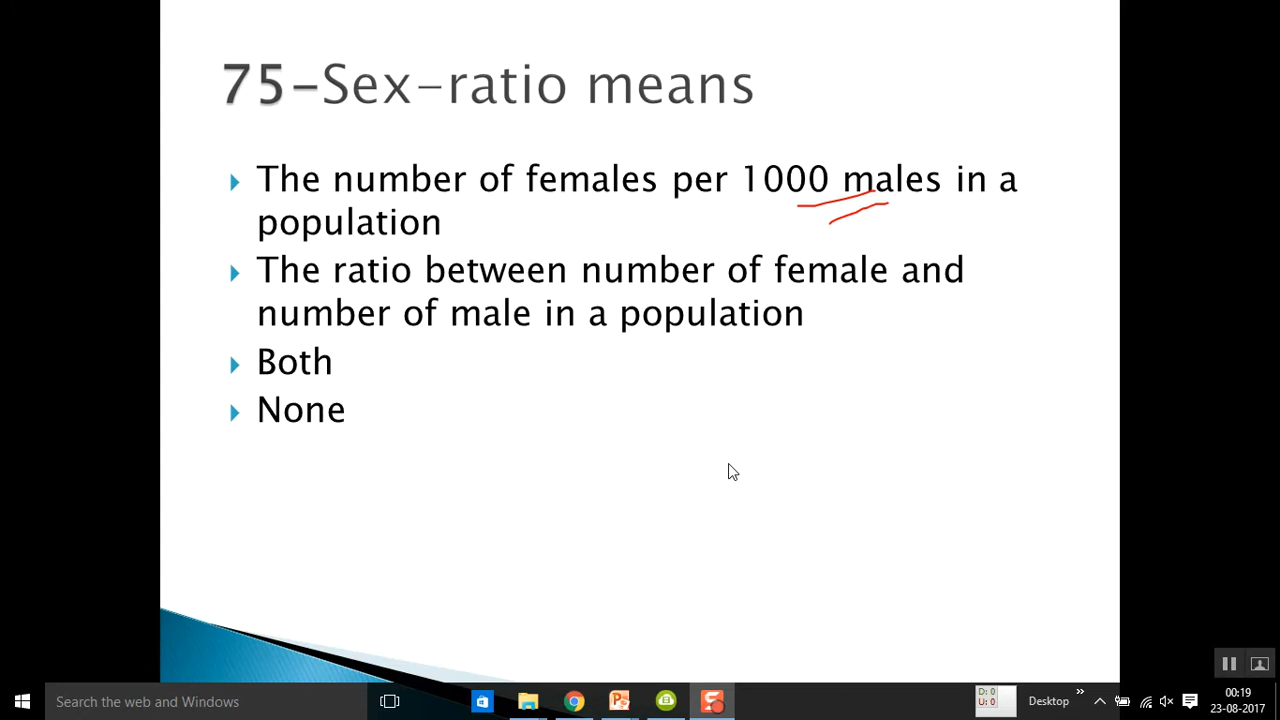 75-Sex-ratio means
The number of females per 1000 males in a
population
The ratio between number of female and
number of male in a population
Both
None
Search the web and Windows
D: 0
U: 0
Desktop
00:19
23-08-2017